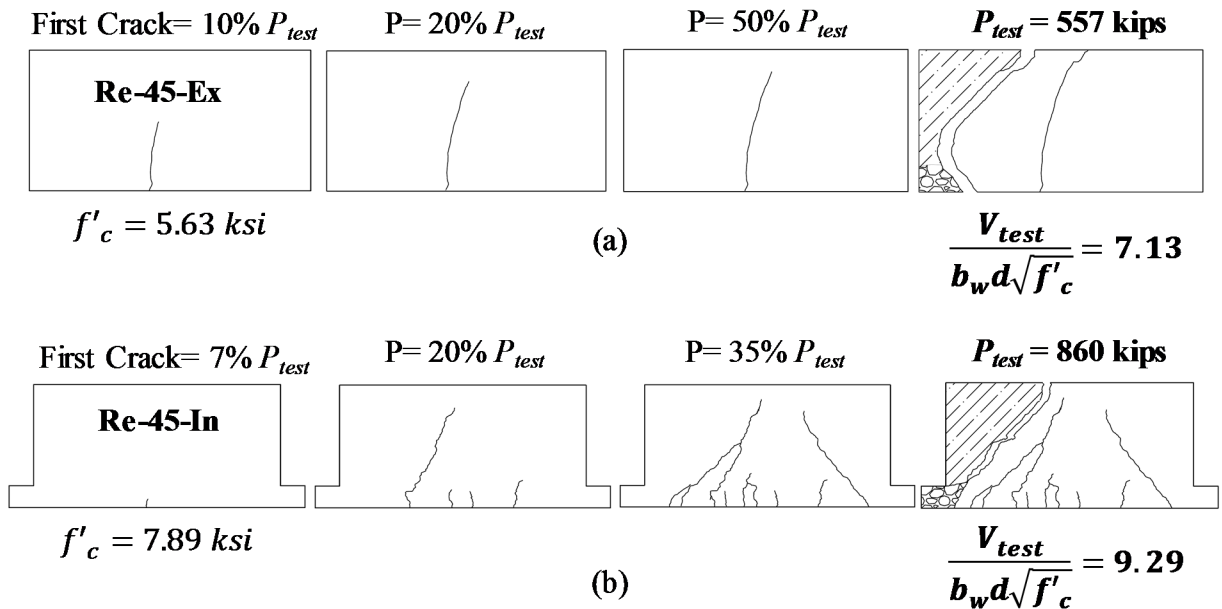 First Crack= 10% P_test
P= 20% P_test
P= 50% P_test
P_test = 557 kips
Re-45-Ex
f'_c = 5.63 ksi
(a)
V_test / b_w d√f'_c = 7.13
First Crack= 7% P_test
P= 20% P_test
P= 35% P_test
P_test = 860 kips
Re-45-In
f'_c = 7.89 ksi
(b)
V_test / b_w d√f'_c = 9.29